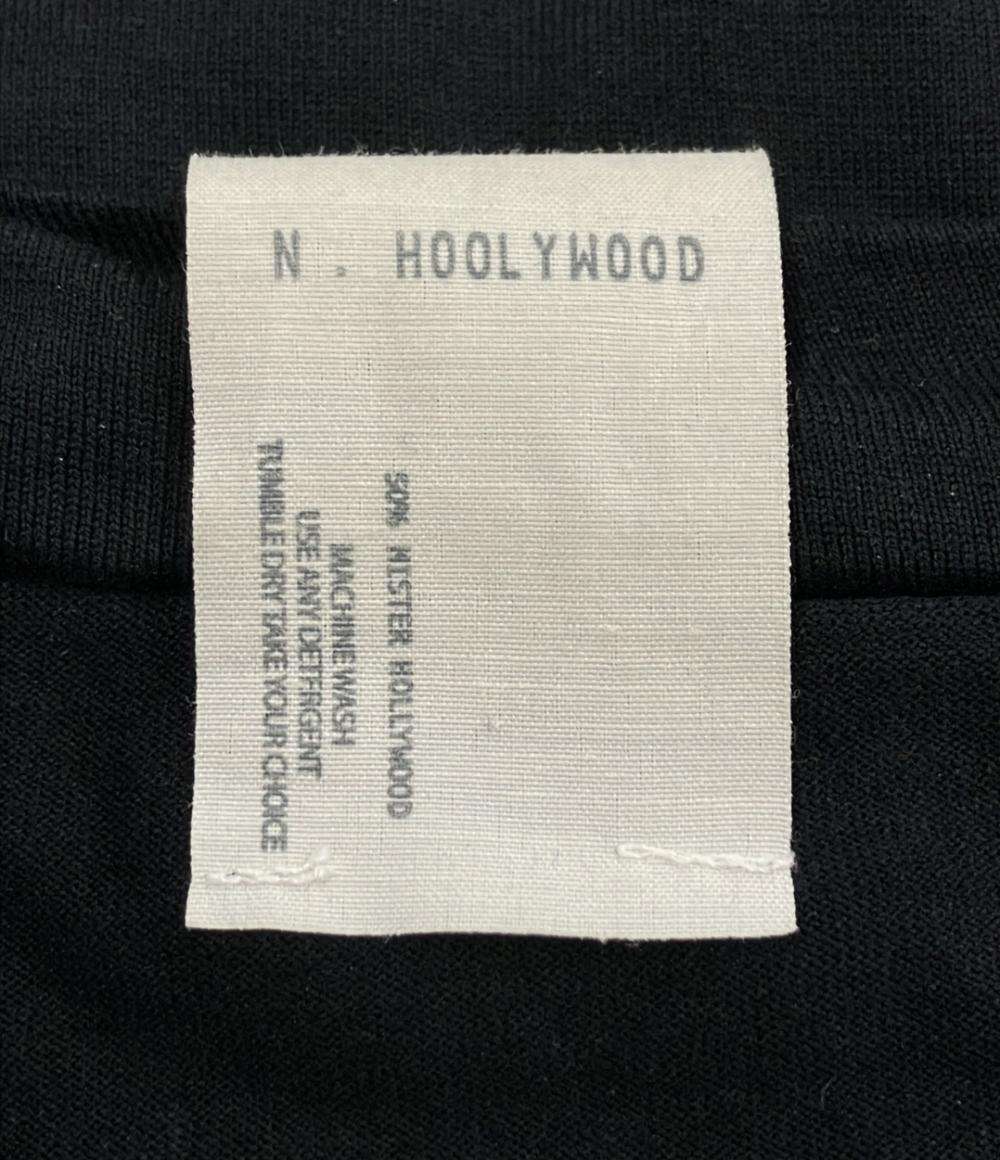 N. HOOLYWOOD
50% MISTER HOLLYWOOD
MACHINE WASH
USE ANY DETERGENT
TUMBLE DRY TAKE YOUR CHOICE